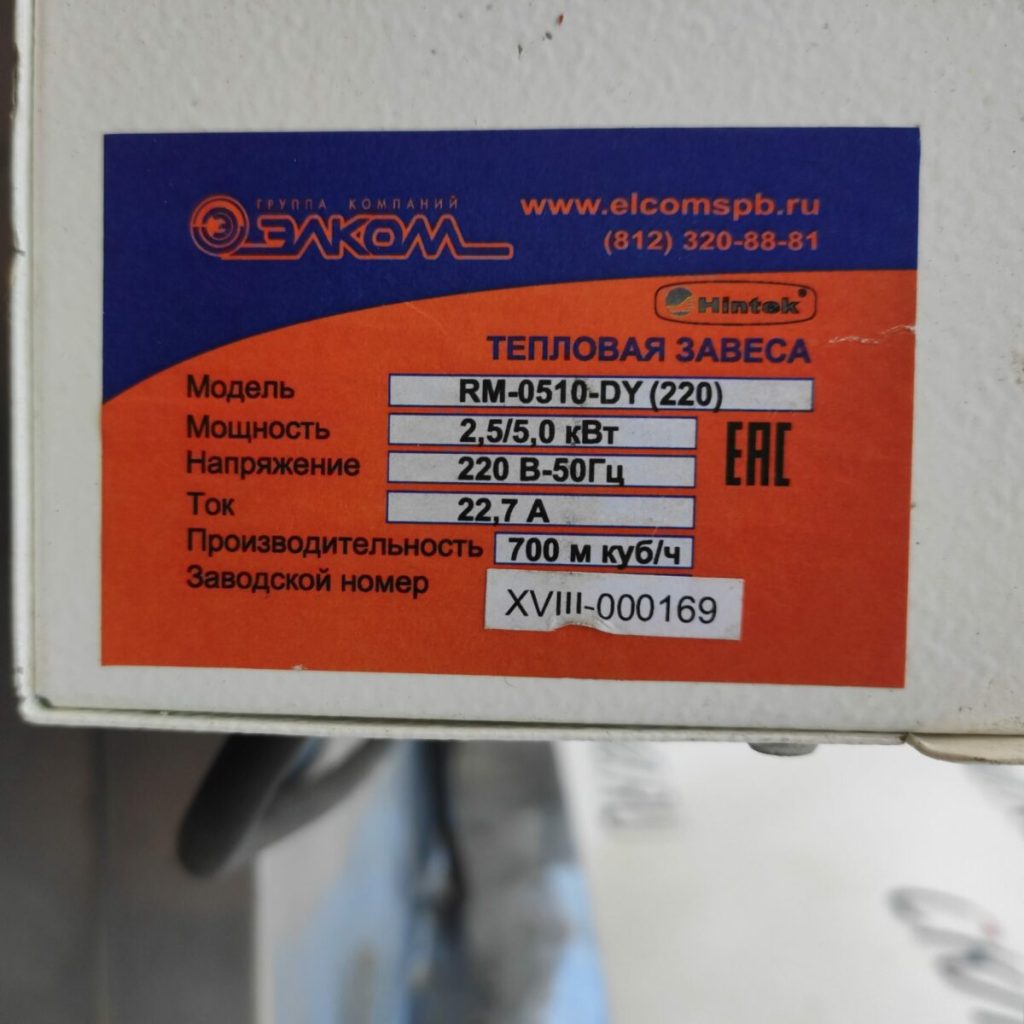 ГРУППА КОМПАНИЙ
ЭЛКОМ
www.elcomspb.ru
(812) 320-88-81
Hintek®
ТЕПЛОВАЯ ЗАВЕСА
Модель RM-0510-DY (220)
Мощность 2,5/5,0 кВт
Напряжение 220 В-50Гц
Ток 22,7 А
Производительность 700 м куб/ч
Заводской номер XVIII-000169
EAC